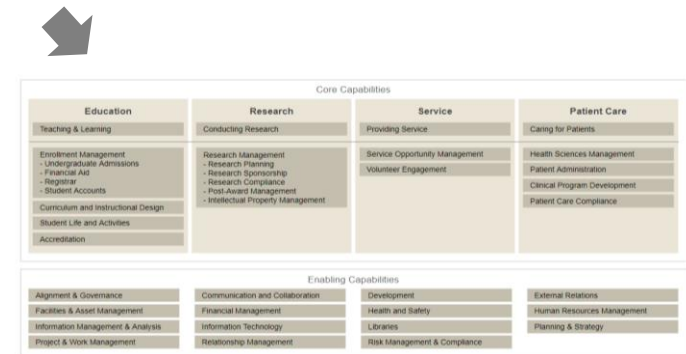 Core Capabilities
Education
Teaching & Learning
Enrollment Management
- Undergraduate Admissions
- Financial Aid
- Registrar
- Student Accounts
Curriculum and Instructional Design
Student Life and Activities
Accreditation
Research
Conducting Research
Research Management
- Research Planning
- Research Sponsorship
- Research Compliance
- Post-Award Management
- Intellectual Property Management
Service
Providing Service
Service Opportunity Management
Volunteer Engagement
Patient Care
Caring for Patients
Health Sciences Management
Patient Administration
Clinical Program Development
Patient Care Compliance
Enabling Capabilities
Alignment & Governance
Facilities & Asset Management
Information Management & Analysis
Project & Work Management
Communication and Collaboration
Financial Management
Information Technology
Relationship Management
Development
Health and Safety
Libraries
Risk Management & Compliance
External Relations
Human Resources Management
Planning & Strategy